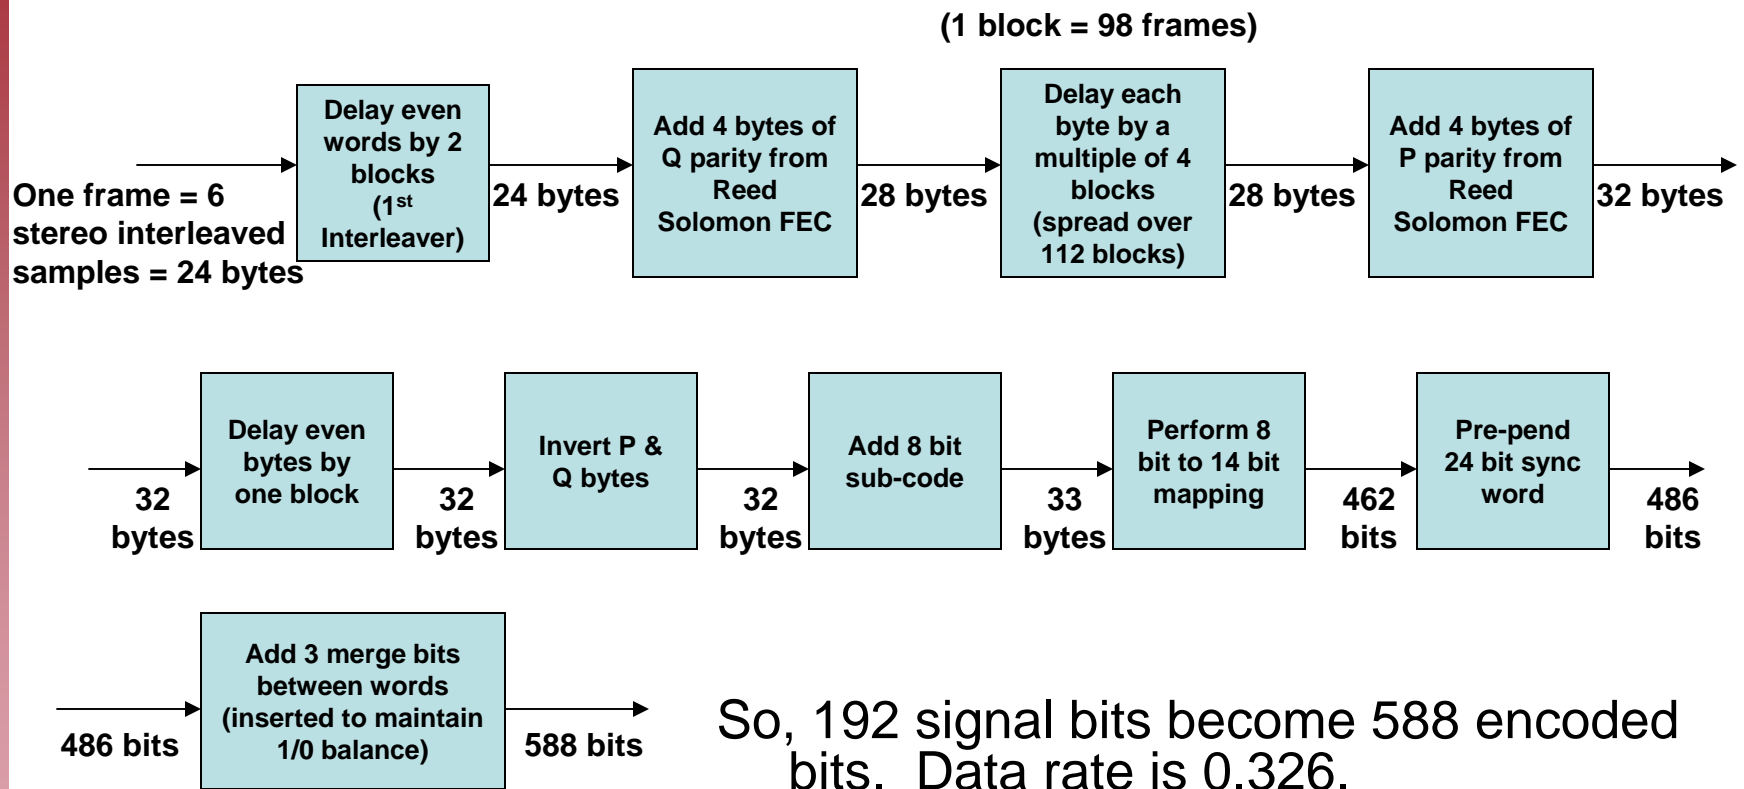 (1 block = 98 frames)
One frame = 6
stereo interleaved
samples = 24 bytes
Delay even
words by 2
blocks
(1st
Interleaver)
24 bytes
Add 4 bytes of
Q parity from
Reed
Solomon FEC
28 bytes
Delay each
byte by a
multiple of 4
blocks
(spread over
112 blocks)
28 bytes
Add 4 bytes of
P parity from
Reed
Solomon FEC
32 bytes
32
bytes
Delay even
bytes by
one block
32
bytes
Invert P &
Q bytes
32
bytes
Add 8 bit
sub-code
33
bytes
Perform 8
bit to 14 bit
mapping
462
bits
Pre-pend
24 bit sync
word
486
bits
486 bits
Add 3 merge bits
between words
(inserted to maintain
1/0 balance)
588 bits
So, 192 signal bits become 588 encoded
bits. Data rate is 0.326.